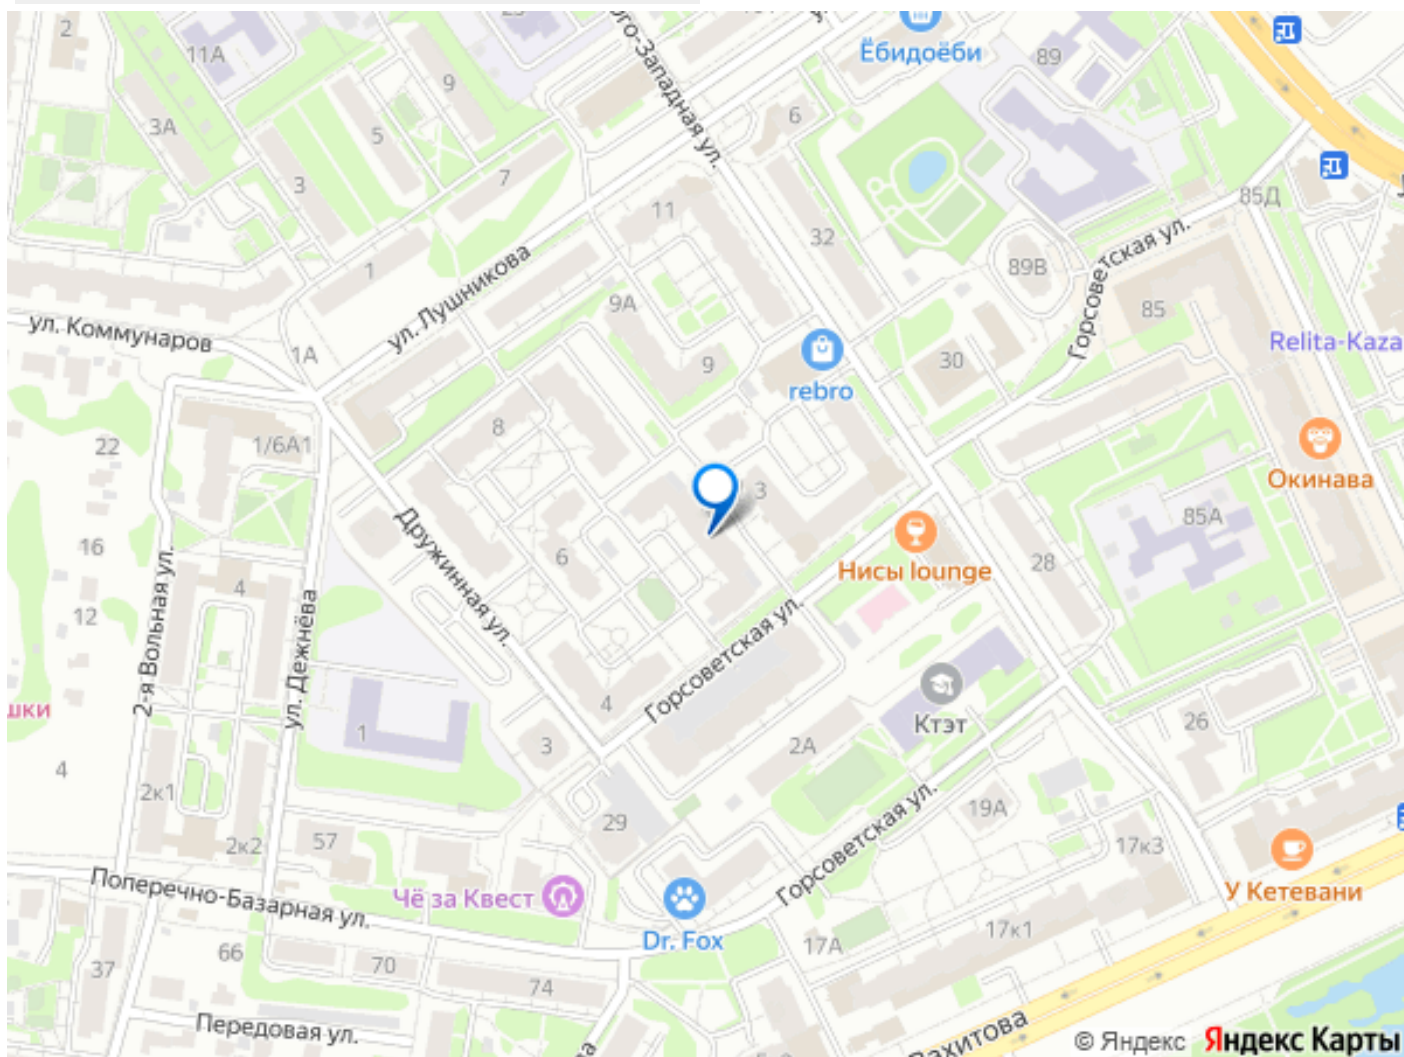 2
11А
9
Ёбидоёби
89
6
ого-Западная ул.
3А
5
3
7
11
32
85Д
Горсоветская ул.
89В
1
ул. Лушникова
9А
85
ул. Коммунаров
1А
Relita-Kaza
30
9
rebro
8
22
1/6А1
Окинава
3
85А
16
Дружинная ул.
6
Нисы lounge
28
4
12
2-я Вольная ул.
ул. Дежнёва
Горсоветская ул.
шки
4
Ктэт
26
1
3
2А
4
2к1
29
Горсоветская ул.
19А
57
2к2
17к3
Поперечно-Базарная ул.
Чё за Квест
У Кетевани
Dr. Fox
17А
17к1
66
70
37
74
Передовая ул.
Вахитова
© Яндекс Яндекс Карты